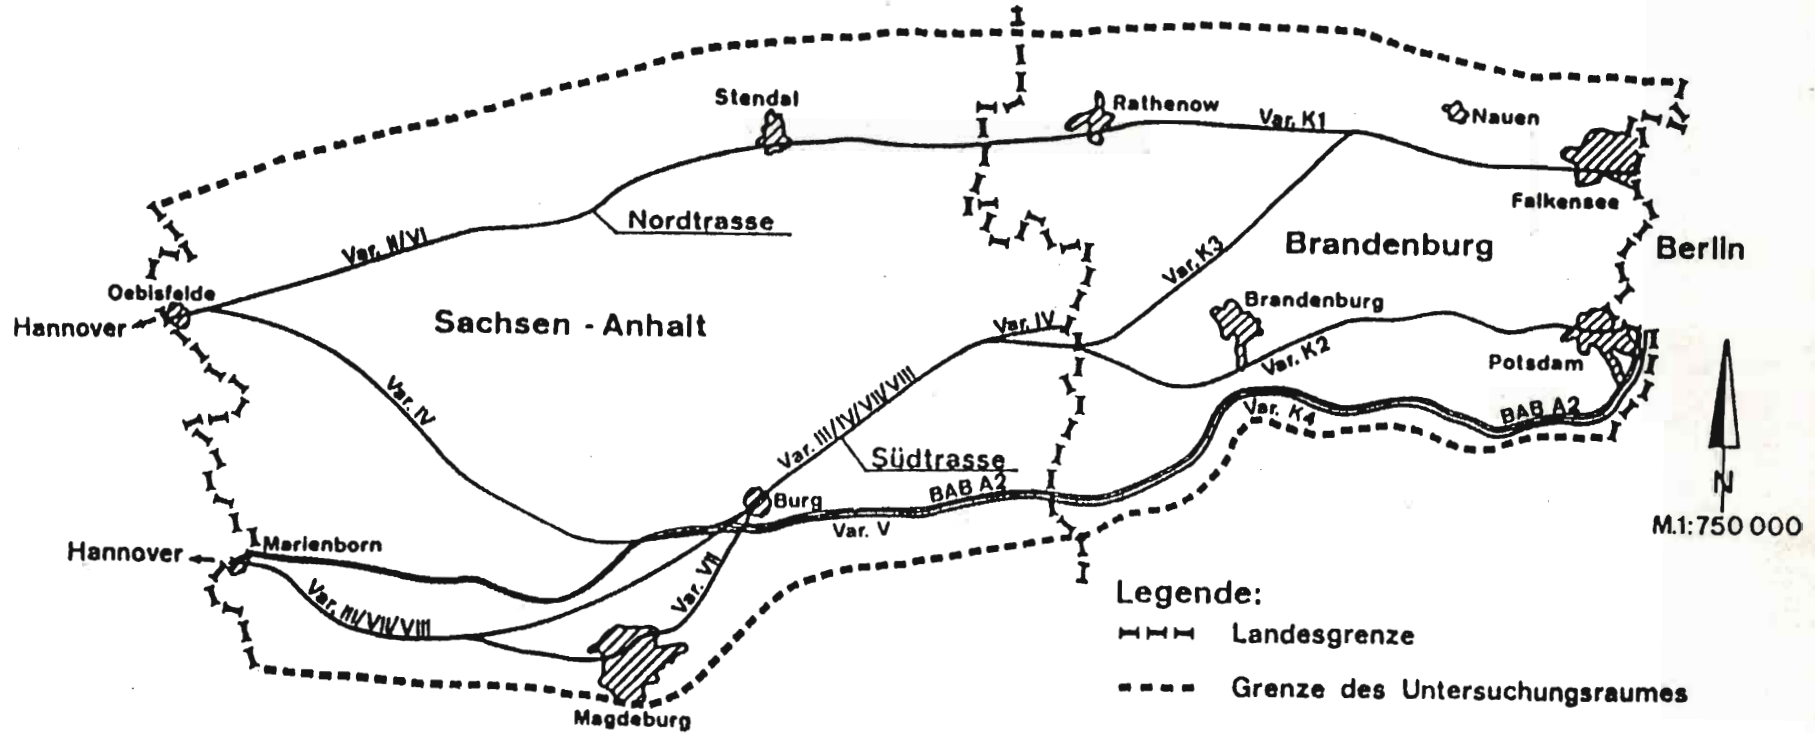 Stendal
Rathenow
Var. K1
Nauen
Falkensee
Nordtrasse
Var. II/VI
Brandenburg
Berlin
Var. K3
Oebisfelde
Hannover
Sachsen - Anhalt
Var. IV
Brandenburg
Var. K2
Potsdam
Var. IV
Var. III/IV/VII/VIII
Var. K4
BAB A2
Südtrasse
BAB A2
N
M.1:750 000
Burg
Var. V
Hannover
Marienborn
Var. VII
Var. III/VII/VIII
Magdeburg
Legende:
Landesgrenze
Grenze des Untersuchungsraumes